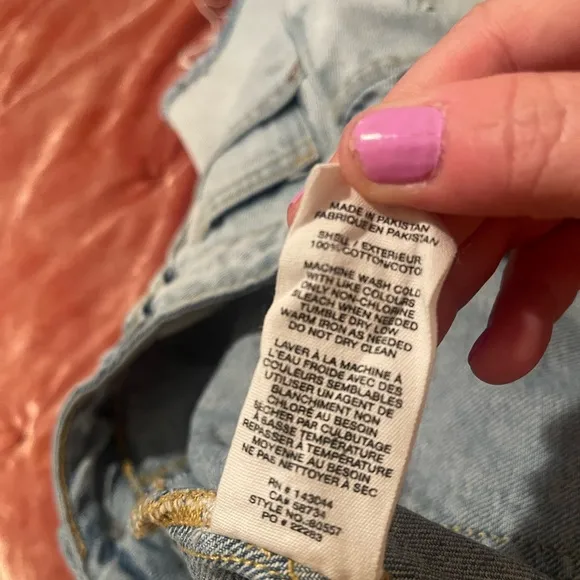 MADE IN PAKISTAN
FABRIQUE EN PAKISTAN
SHELL / EXTERIEUR
100% COTTON/COTO
MACHINE WASH COLD
WITH LIKE COLOURS
ONLY NON-CHLORINE
BLEACH WHEN NEEDED
TUMBLE DRY LOW
WARM IRON AS NEEDED
DO NOT DRY CLEAN
LAVER À LA MACHINE À
L'EAU FROIDE AVEC DES
COULEURS SEMBLABLES
UTILISER UN AGENT DE
BLANCHIMENT NON
CHLORÉ AU BESOIN
SÉCHER PAR CULBUTAGE
À BASSE TEMPÉRATURE
REPASSER À TEMPÉRATURE
MOYENNE AU BESOIN
NE PAS NETTOYER À SEC
RN # 143044
CA# 58734
STYLE NO.-80557
PO # 22283